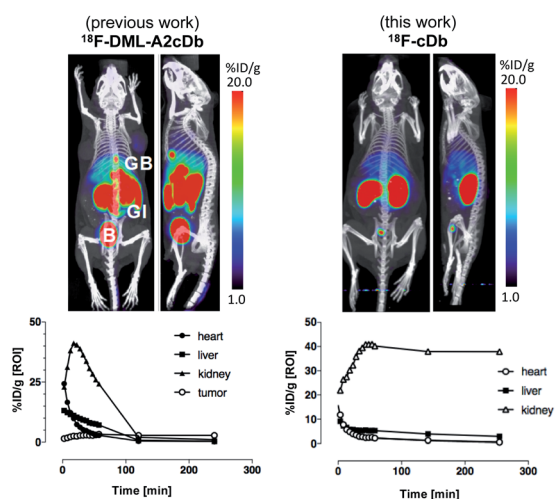 (previous work)
¹⁸F-DML-A2cDb
%ID/g
20.0
GB
GI
B
1.0
(this work)
¹⁸F-cDb
%ID/g
20.0
1.0
50
25
0
%ID/g [ROI]
heart
liver
kidney
tumor
0
100
200
300
Time [min]
50
40
30
20
10
0
%ID/g [ROI]
heart
liver
kidney
0
100
200
300
Time [min]